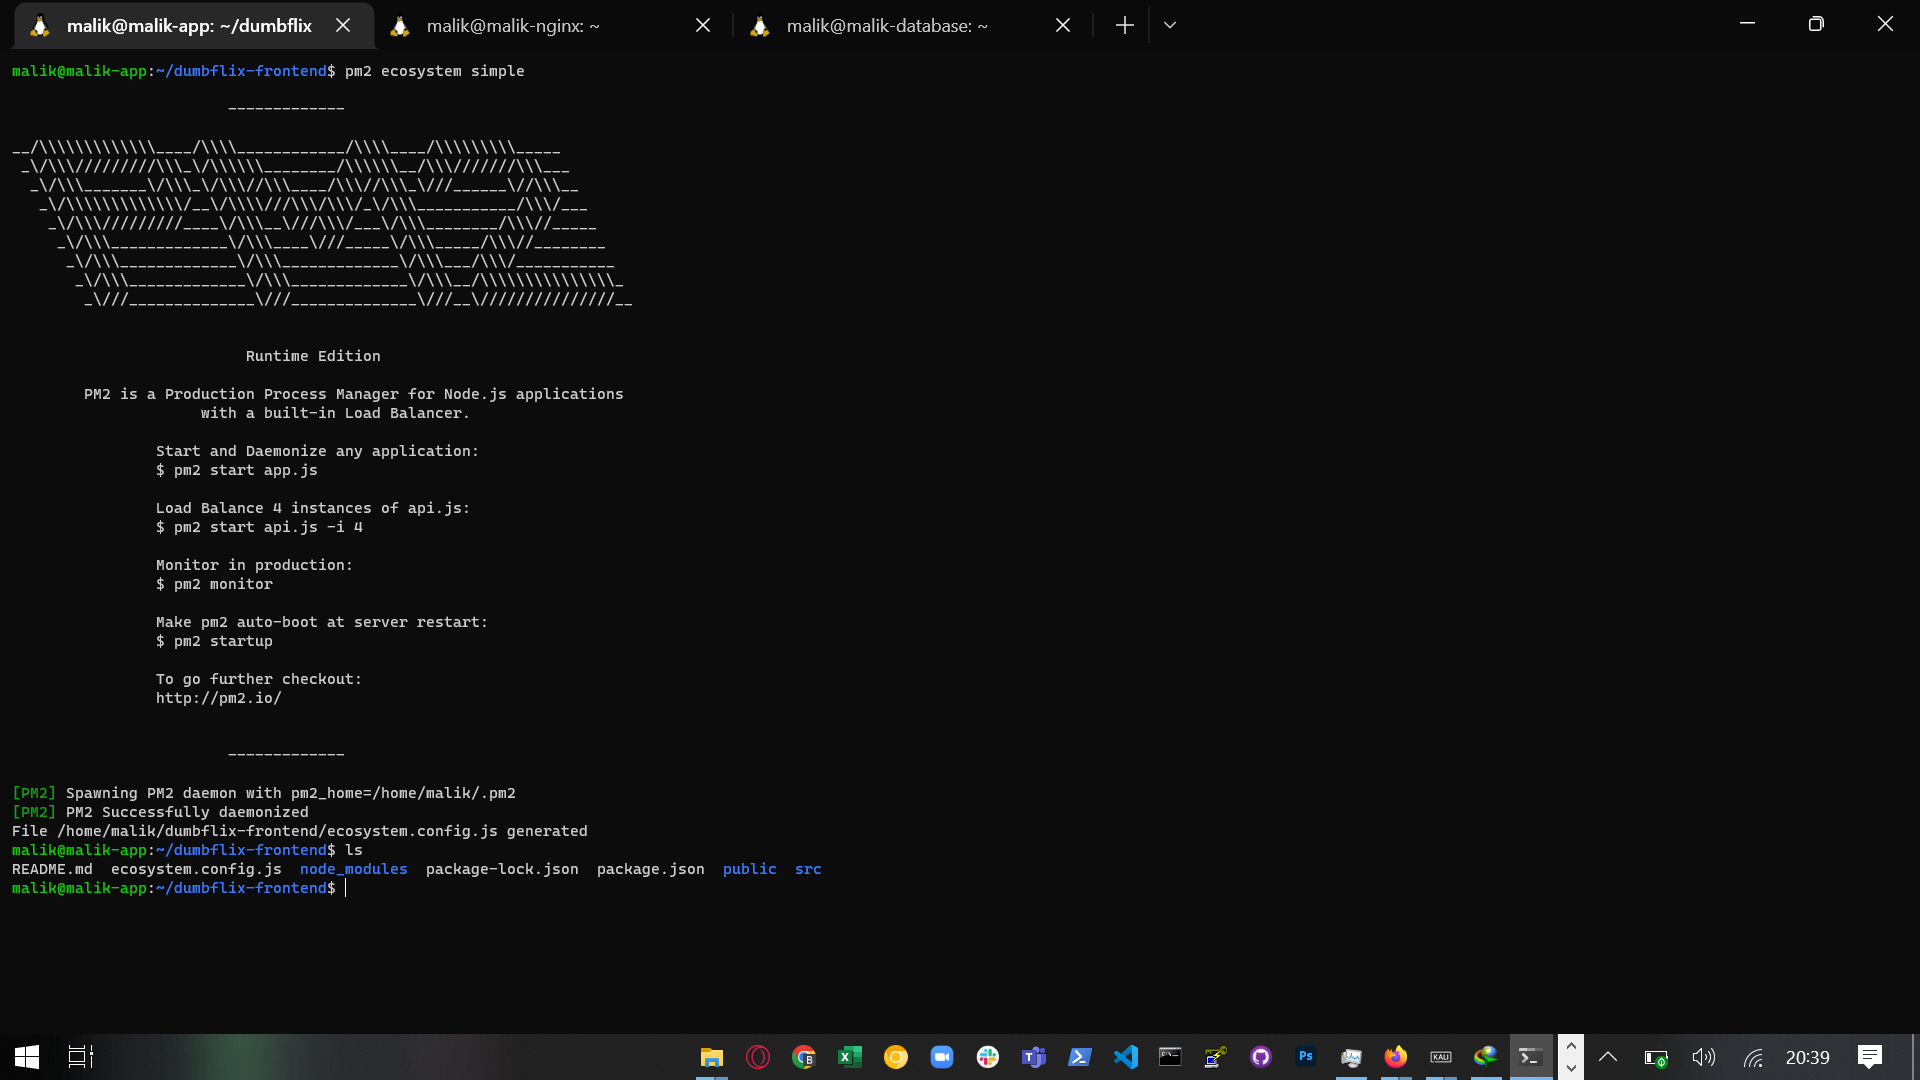 malik@malik-app: ~/dumbflix
malik@malik-nginx: ~
malik@malik-database: ~
malik@malik-app:~/dumbflix-frontend$ pm2 ecosystem simple
-------------
__/\\\\\\\\\\\\\____/\\\\____________/\\\\____/\\\\\\\\\_____
_\/\\\/////////\\\_\/\\\\\\________/\\\\\\__/\\\///////\\\___
_\/\\\_______\/\\\_\/\\\//\\\____/\\\//\\\_\///______\//\\\__
_\/\\\\\\\\\\\\\/__\/\\\\///\\\/\\\/_\/\\\___________/\\\/___
_\/\\\/////////____\/\\\__\///\\\/___\/\\\________/\\\//_____
_\/\\\_____________\/\\\____\///_____\/\\\_____/\\\//________
_\/\\\_____________\/\\\_____________\/\\\___/\\\/___________
_\/\\\_____________\/\\\_____________\/\\\__/\\\\\\\\\\\\\\\_
_\///______________\///______________\///__\///////////////__
Runtime Edition
PM2 is a Production Process Manager for Node.js applications
with a built-in Load Balancer.
Start and Daemonize any application:
$ pm2 start app.js
Load Balance 4 instances of api.js:
$ pm2 start api.js -i 4
Monitor in production:
$ pm2 monitor
Make pm2 auto-boot at server restart:
$ pm2 startup
To go further checkout:
http://pm2.io/
-------------
[PM2] Spawning PM2 daemon with pm2_home=/home/malik/.pm2
[PM2] PM2 Successfully daemonized
File /home/malik/dumbflix-frontend/ecosystem.config.js generated
malik@malik-app:~/dumbflix-frontend$ ls
README.md  ecosystem.config.js  node_modules  package-lock.json  package.json  public  src
malik@malik-app:~/dumbflix-frontend$
20:39